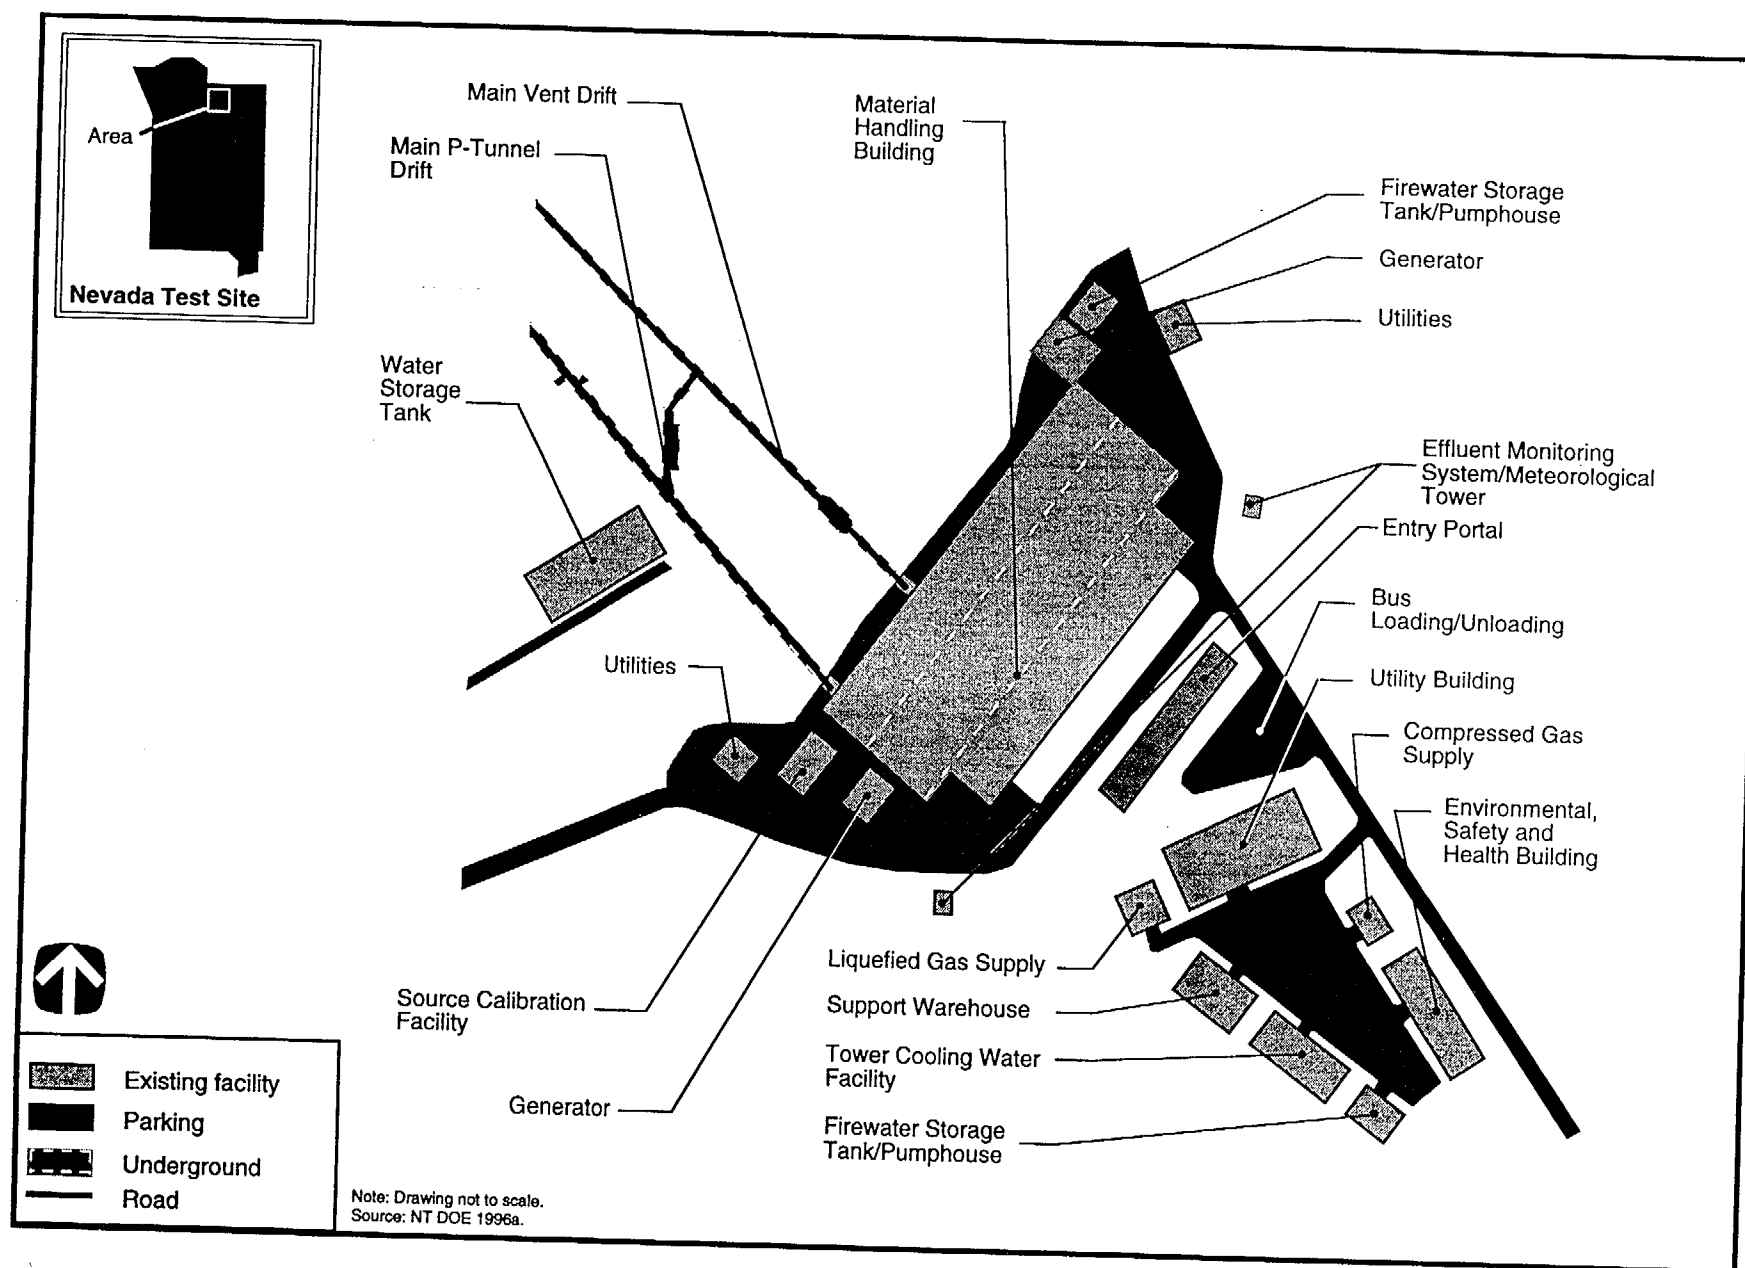 Area
Nevada Test Site
Main Vent Drift
Main P-Tunnel
Drift
Material
Handling
Building
Firewater Storage
Tank/Pumphouse
Generator
Utilities
Water
Storage
Tank
Effluent Monitoring
System/Meteorological
Tower
Entry Portal
Bus
Loading/Unloading
Utilities
Utility Building
Compressed Gas
Supply
Environmental,
Safety and
Health Building
Liquefied Gas Supply
Source Calibration
Facility
Support Warehouse
Tower Cooling Water
Facility
Generator
Firewater Storage
Tank/Pumphouse
Existing facility
Parking
Underground
Road
Note: Drawing not to scale.
Source: NT DOE 1996a.